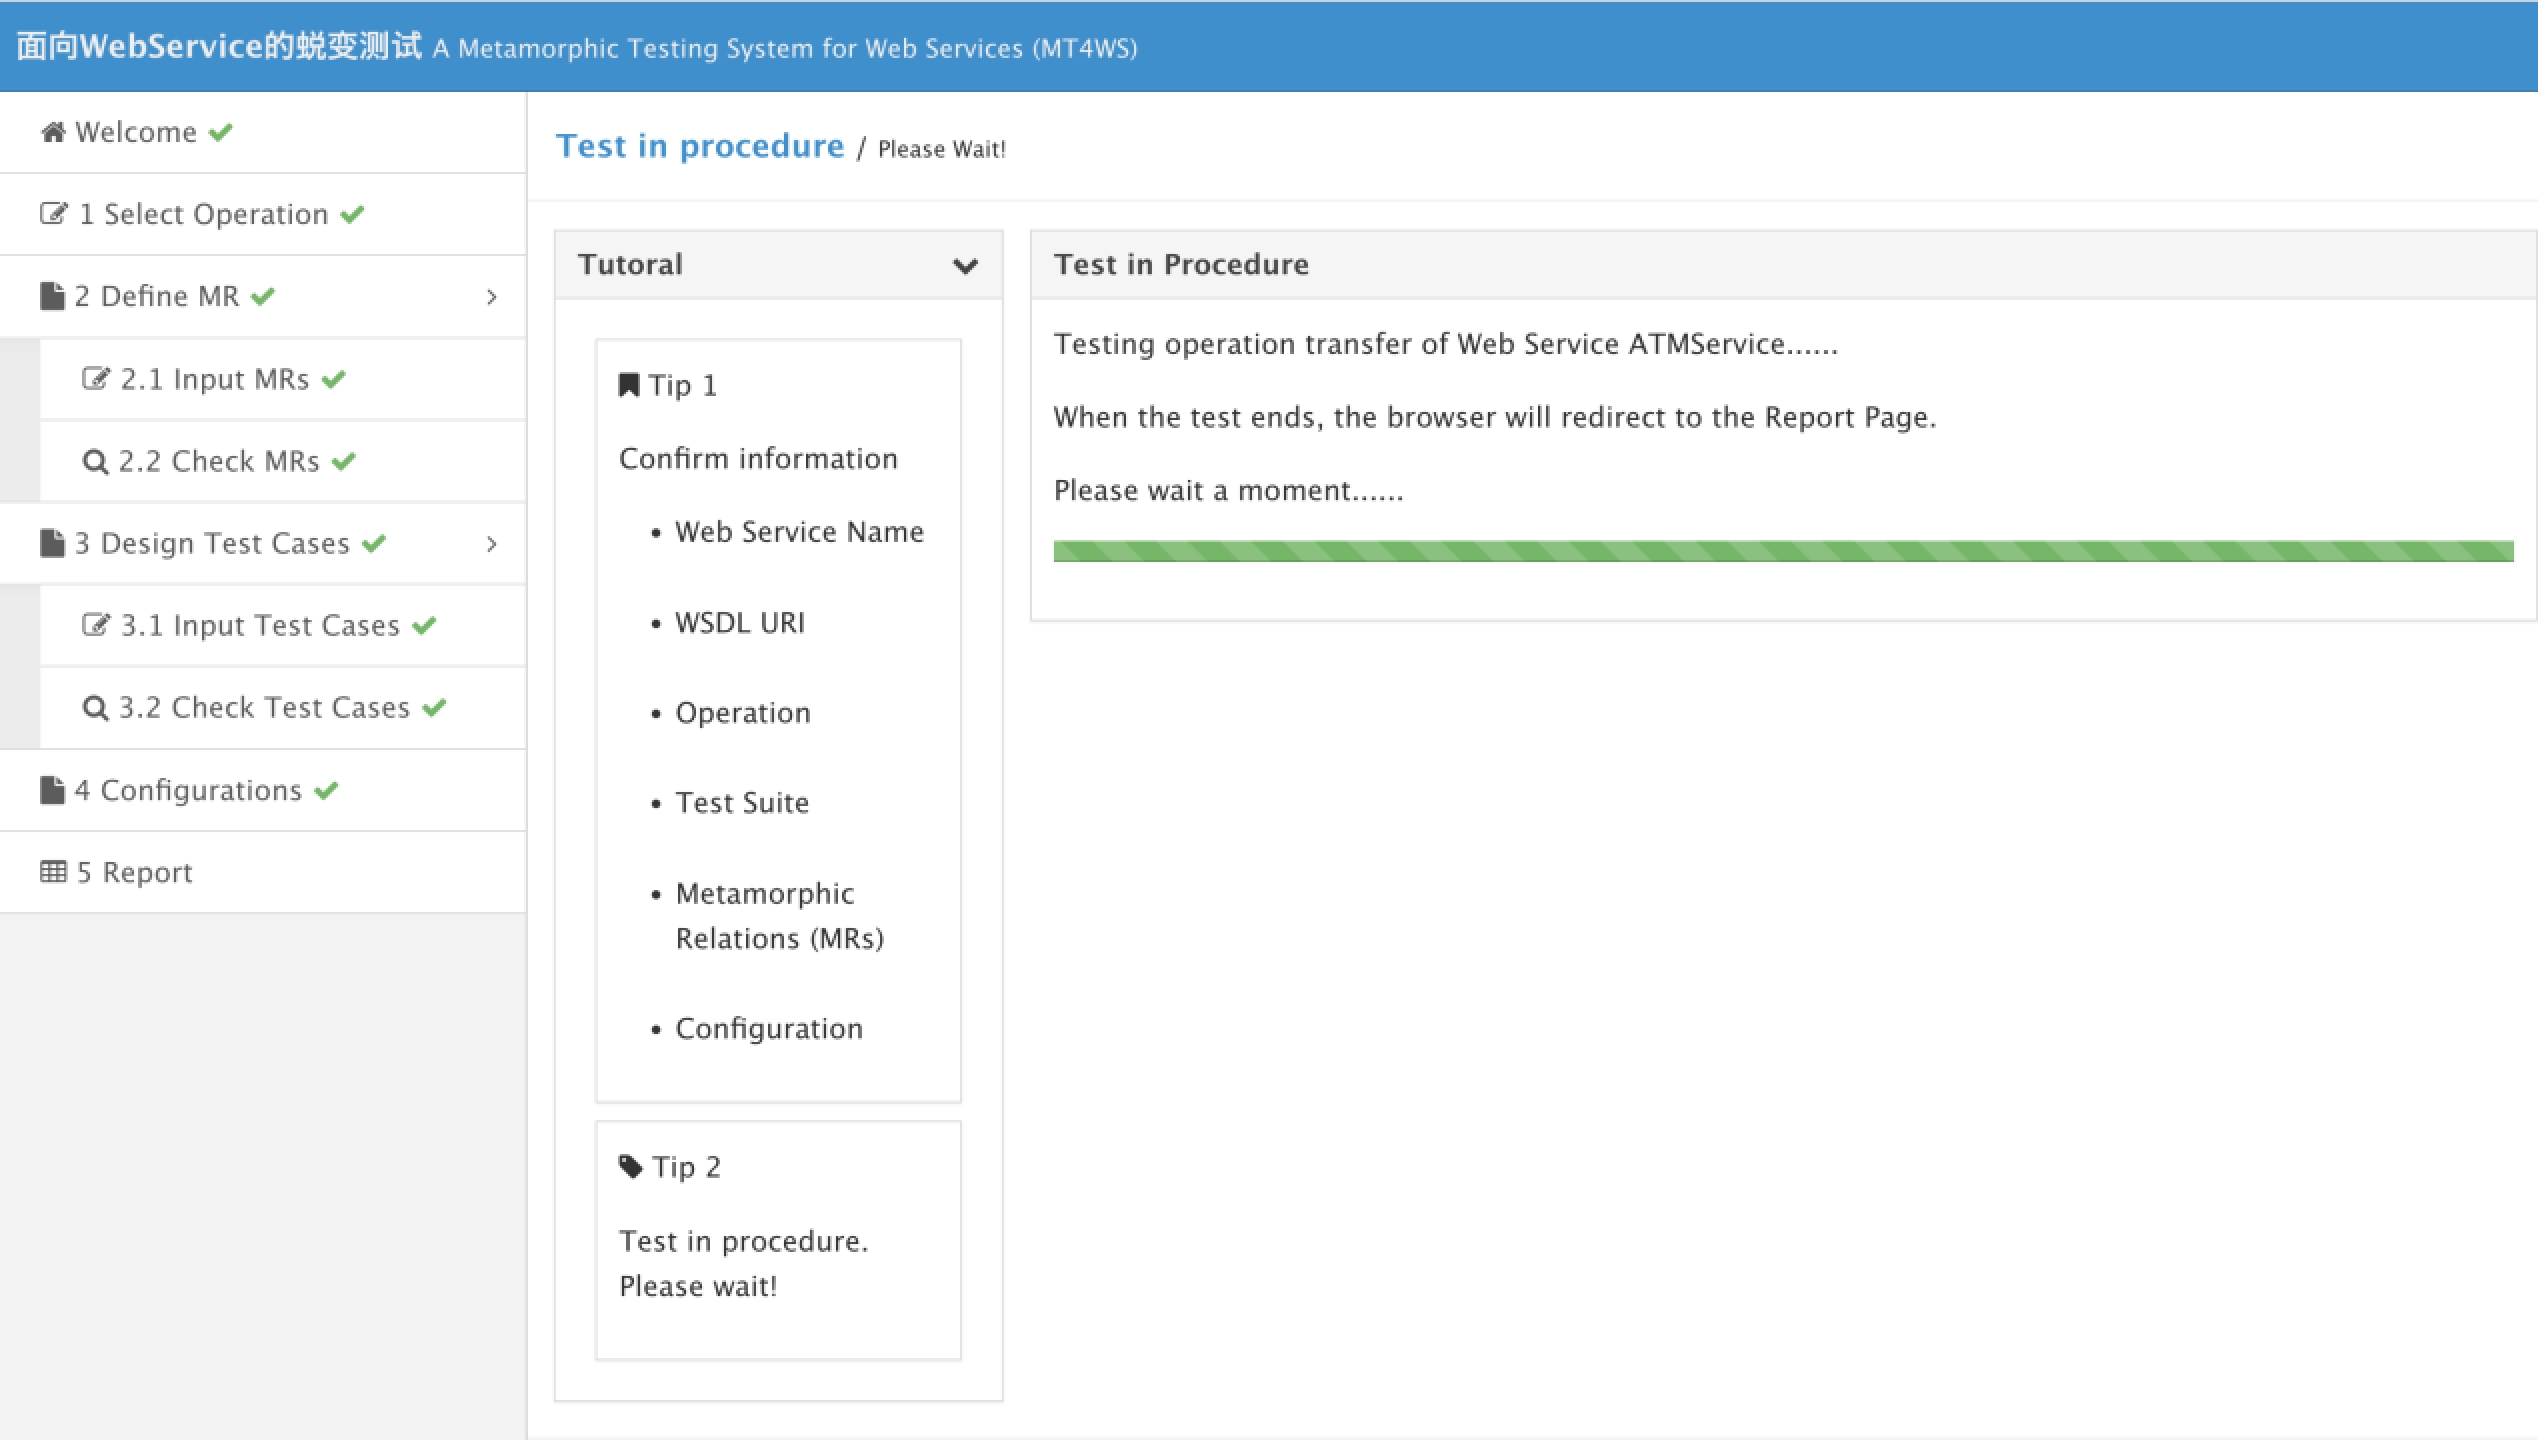 面向WebService的蜕变测试 A Metamorphic Testing System for Web Services (MT4WS)
Welcome
1 Select Operation
2 Define MR
2.1 Input MRs
2.2 Check MRs
3 Design Test Cases
3.1 Input Test Cases
3.2 Check Test Cases
4 Configurations
5 Report
Test in procedure / Please Wait!
Tutoral
Tip 1
Confirm information
• Web Service Name
• WSDL URI
• Operation
• Test Suite
• Metamorphic
Relations (MRs)
• Configuration
Tip 2
Test in procedure.
Please wait!
Test in Procedure
Testing operation transfer of Web Service ATMService......
When the test ends, the browser will redirect to the Report Page.
Please wait a moment......